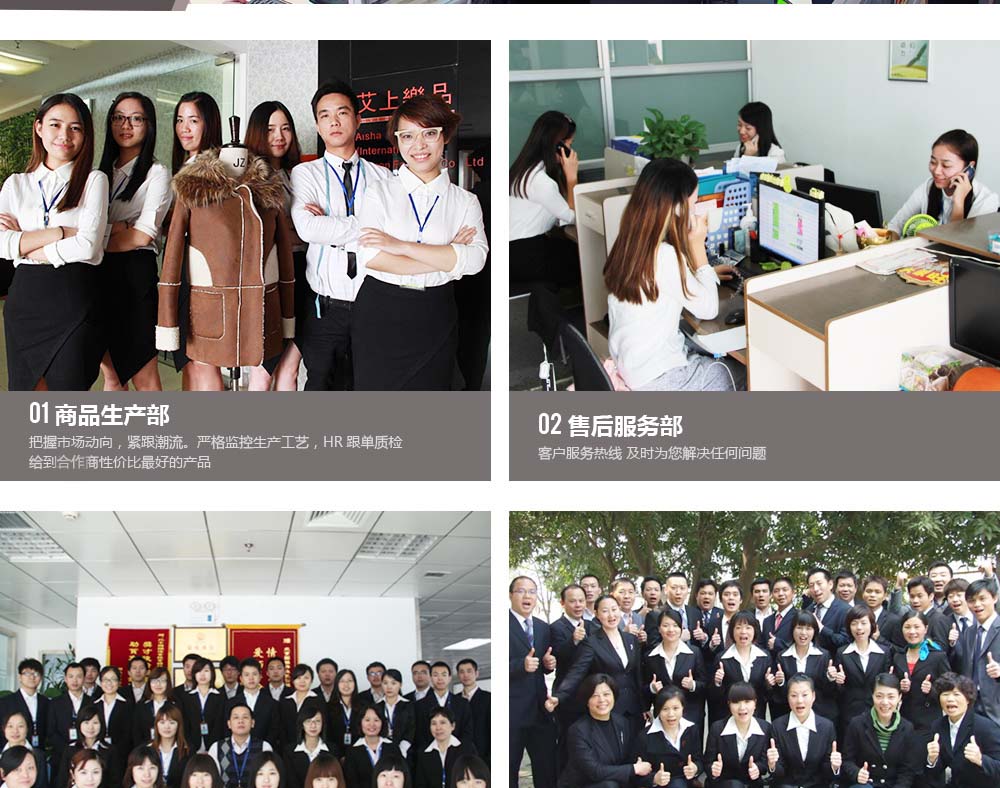 艾上樂品
Aisha
(Internat
Co., Ltd
JZ
01 商品生产部
把握市场动向，紧跟潮流。严格监控生产工艺，HR 跟单质检
给到合作商性价比最好的产品
02 售后服务部
客户服务热线 及时为您解决任何问题